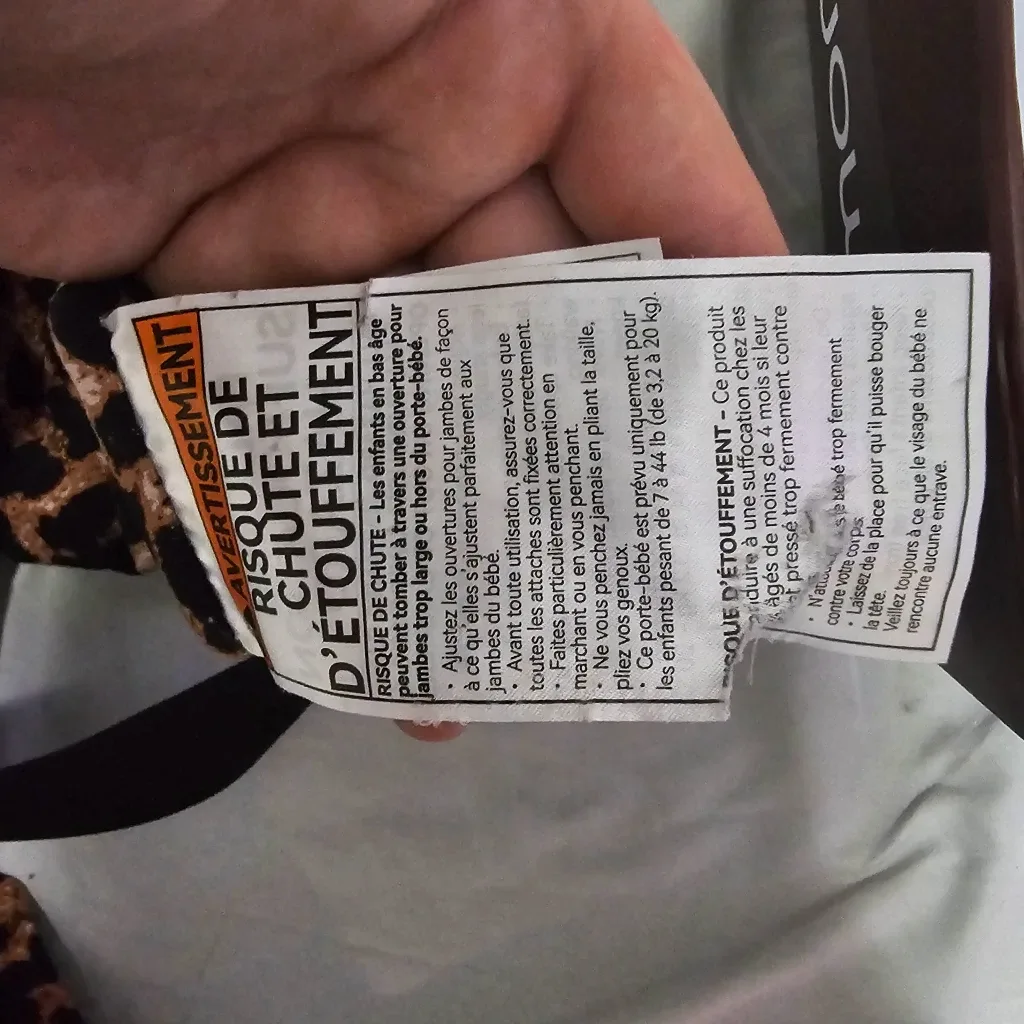 AVERTISSEMENT
RISQUE DE
CHUTE ET
D'ÉTOUFFEMENT
RISQUE DE CHUTE - Les enfants en bas âge
peuvent tomber à travers une ouverture pour
jambes trop large ou hors du porte-bébé.
• Ajustez les ouvertures pour jambes de façon
à ce qu'elles s'ajustent parfaitement aux
jambes du bébé.
• Avant toute utilisation, assurez-vous que
toutes les attaches sont fixées correctement.
• Faites particulièrement attention en
marchant ou en vous penchant.
• Ne vous penchez jamais en pliant la taille,
pliez vos genoux.
• Ce porte-bébé est prévu uniquement pour
les enfants pesant de 7 à 44 lb (de 3,2 à 20 kg).
D'ÉTOUFFEMENT - Ce produit
à une suffocation chez les
âgés de moins de 4 mois si leur
pressé trop fermement contre
bébé trop fermement
contre votre corps.
• Laissez de la place pour qu'il puisse bouger
la tête.
Veillez toujours à ce que le visage du bébé ne
rencontre aucune entrave.